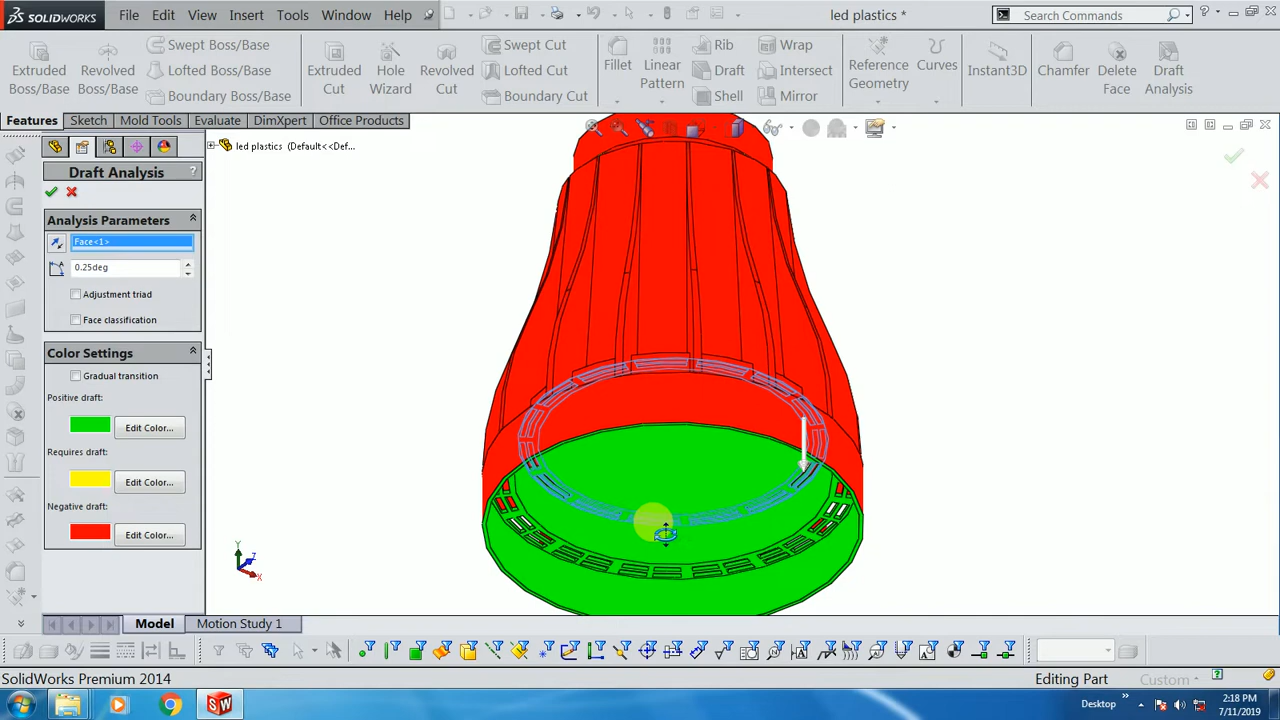 SOLIDWORKS File Edit View Insert Tools Window Help led plastics * Search Commands ?
Extruded Boss/Base
Revolved Boss/Base
Swept Boss/Base
Lofted Boss/Base
Boundary Boss/Base
Extruded Cut
Hole Wizard
Revolved Cut
Swept Cut
Lofted Cut
Boundary Cut
Fillet
Linear Pattern
Rib
Draft
Shell
Wrap
Intersect
Mirror
Reference Geometry
Curves
Instant3D
Chamfer
Delete Face
Draft Analysis
Features Sketch Mold Tools Evaluate DimXpert Office Products
led plastics (Default<<Def...
Draft Analysis ?
Analysis Parameters
Face<1>
0.25deg
Adjustment triad
Face classification
Color Settings
Gradual transition
Positive draft:
Edit Color...
Requires draft:
Edit Color...
Negative draft:
Edit Color...
Y
Z
X
Model Motion Study 1
SolidWorks Premium 2014 Editing Part Custom
SW Desktop 2:18 PM
7/11/2019